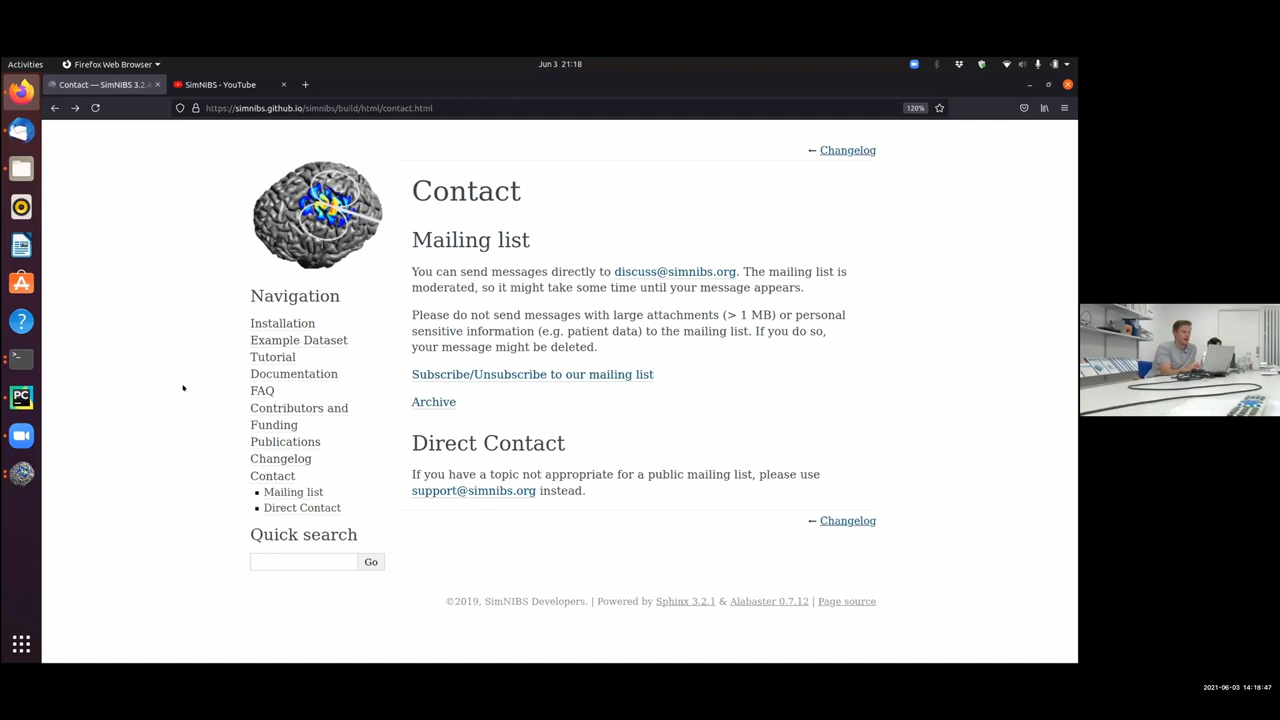 Activities
Firefox Web Browser
Jun 3 21:18
Contact — SimNIBS 3.2.4
SimNIBS - YouTube
https://simnibs.github.io/simnibs/build/html/contact.html
120%
← Changelog
Contact
Mailing list
You can send messages directly to discuss@simnibs.org. The mailing list is
moderated, so it might take some time until your message appears.
Please do not send messages with large attachments (> 1 MB) or personal
sensitive information (e.g. patient data) to the mailing list. If you do so,
your message might be deleted.
Subscribe/Unsubscribe to our mailing list
Archive
Direct Contact
If you have a topic not appropriate for a public mailing list, please use
support@simnibs.org instead.
← Changelog
Navigation
Installation
Example Dataset
Tutorial
Documentation
FAQ
Contributors and
Funding
Publications
Changelog
Contact
Mailing list
Direct Contact
Quick search
Go
©2019, SimNIBS Developers. | Powered by Sphinx 3.2.1 & Alabaster 0.7.12 | Page source
PC
2021-06-03 14:18:47